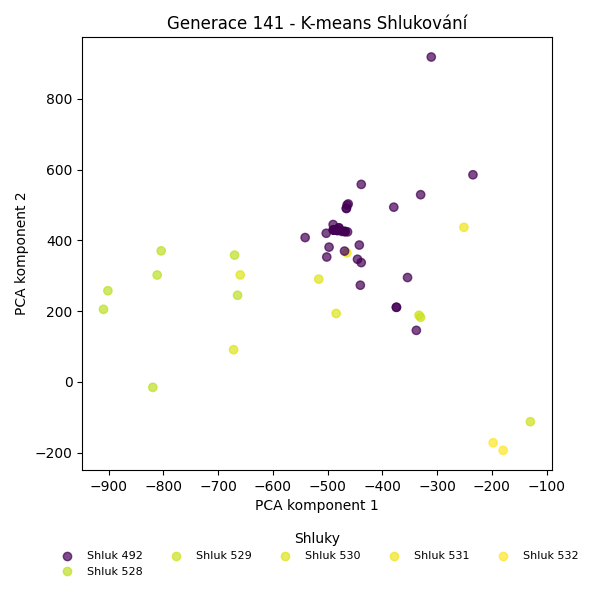 Generace 141 - K-means Shlukování
PCA komponent 2
800
600
400
200
0
−200
−900 −800 −700 −600 −500 −400 −300 −200 −100
PCA komponent 1
Shluky
Shluk 492 Shluk 529 Shluk 530 Shluk 531 Shluk 532
Shluk 528